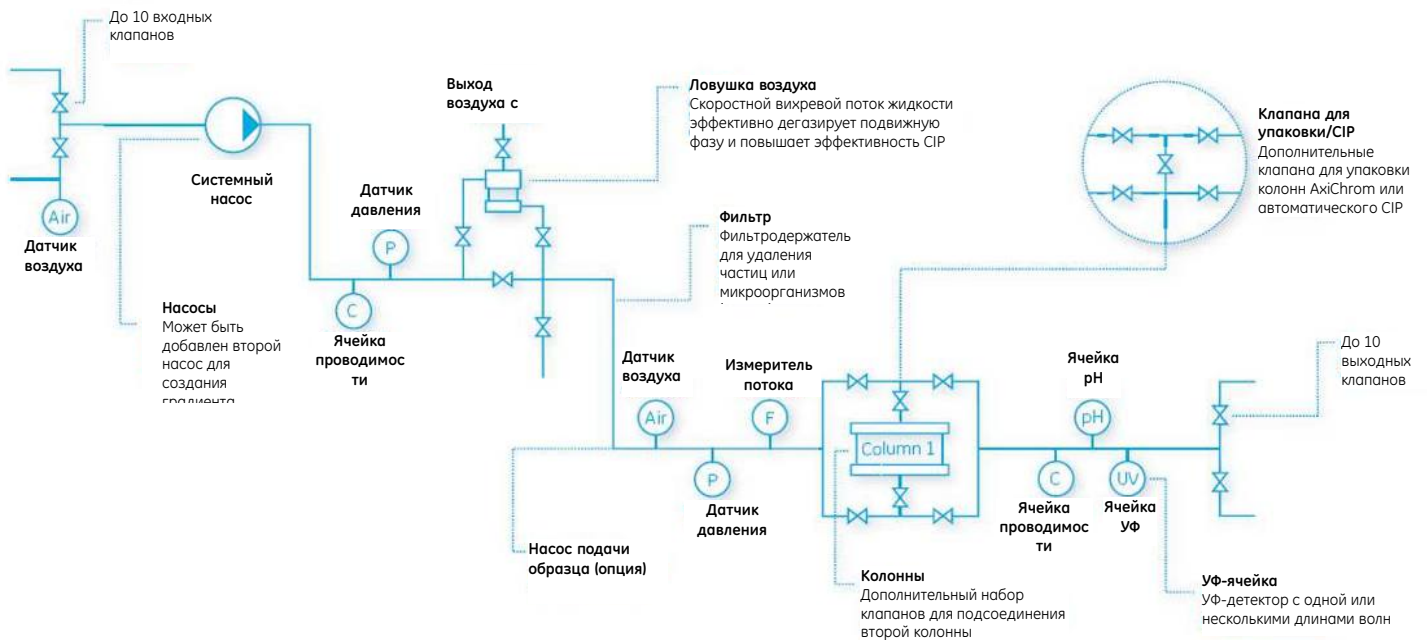 До 10 входных
клапанов
Air
Датчик
воздуха
Системный
насос
Насосы
Может быть
добавлен второй
насос для
создания
градиента
Датчик
давления
P
C
Ячейка
проводимос
ти
Выход
воздуха с
Ловушка воздуха
Скоростной вихревой поток жидкости
эффективно дегазирует подвижную
фазу и повышает эффективность CIP
Фильтр
Фильтродержатель
для удаления
частиц или
микроорганизмов
Клапана для
упаковки/CIP
Дополнительные
клапана для упаковки
колонн AxiChrom или
автоматического CIP
Датчик
воздуха
Air
Измеритель
потока
F
P
Датчик
давления
Насос подачи
образца (опция)
Column 1
Колонны
Дополнительный набор
клапанов для подсоединения
второй колонны
Ячейка
pH
pH
C
UV
Ячейка
проводимос
ти
Ячейка
УФ
До 10
выходных
клапанов
УФ-ячейка
УФ-детектор с одной или
несколькими длинами волн